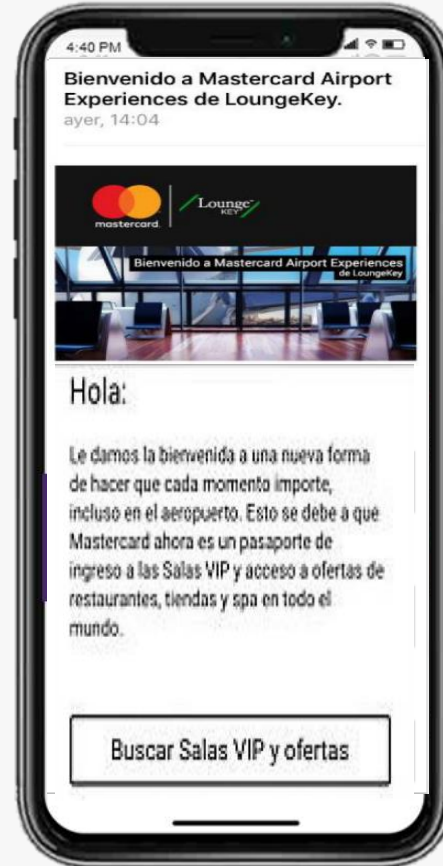 4:40 PM
Bienvenido a Mastercard Airport
Experiences de LoungeKey.
ayer, 14:04
mastercard.
Lounge
KEY
Bienvenido a Mastercard Airport Experiences
de LoungeKey
Hola:
Le damos la bienvenida a una nueva forma
de hacer que cada momento importe,
incluso en el aeropuerto. Esto se debe a que
Mastercard ahora es un pasaporte de
ingreso a las Salas VIP y acceso a ofertas de
restaurantes, tiendas y spa en todo el
mundo.
Buscar Salas VIP y ofertas